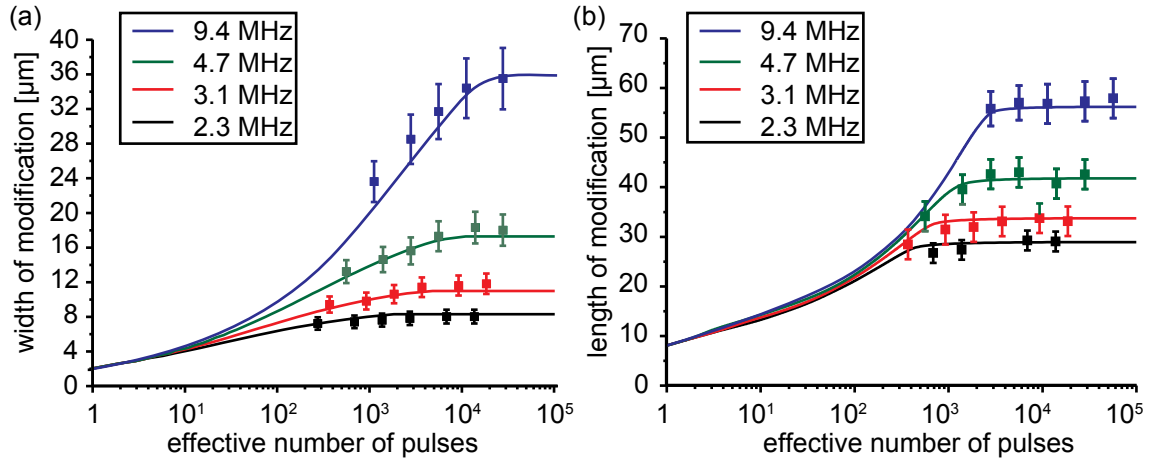 (a)
9.4 MHz
4.7 MHz
3.1 MHz
2.3 MHz
width of modification [µm]
40
36
32
28
24
20
16
12
8
4
0
1
10¹
10²
10³
10⁴
10⁵
effective number of pulses
(b)
9.4 MHz
4.7 MHz
3.1 MHz
2.3 MHz
length of modification [µm]
70
60
50
40
30
20
10
0
1
10¹
10²
10³
10⁴
10⁵
effective number of pulses